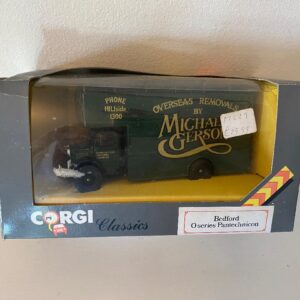 PHONE
Hillside
1300
OVERSEAS REMOVALS
BY
MICHAEL
GERSON
CORGI
Classics
Bedford
O series Pantechnicon